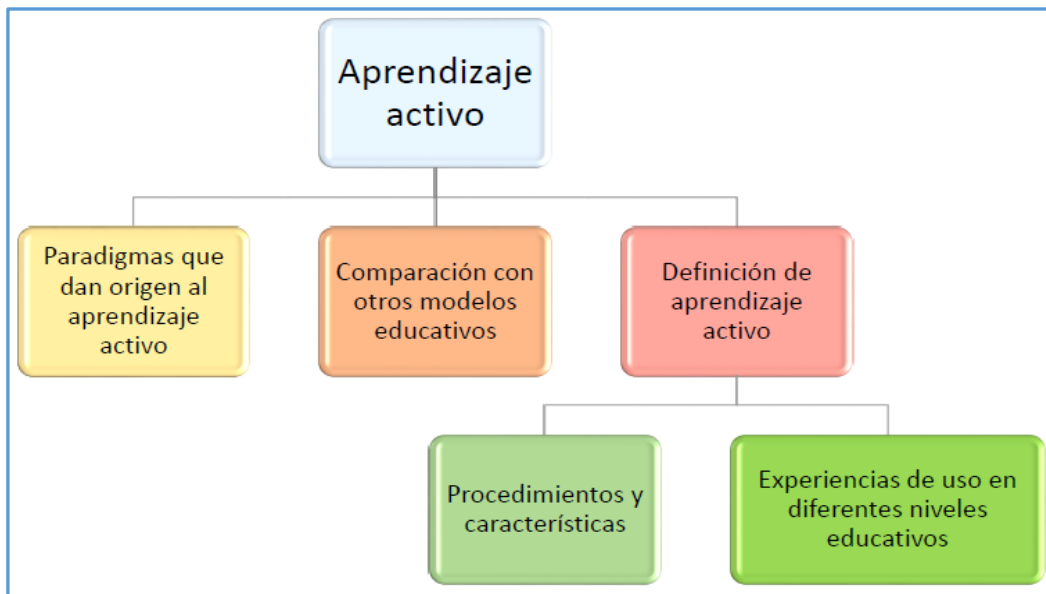 Aprendizaje
activo
Paradigmas que
dan origen al
aprendizaje
activo
Comparación con
otros modelos
educativos
Definición de
aprendizaje
activo
Procedimientos y
característícas
Experiencias de uso en
diferentes niveles
educativos